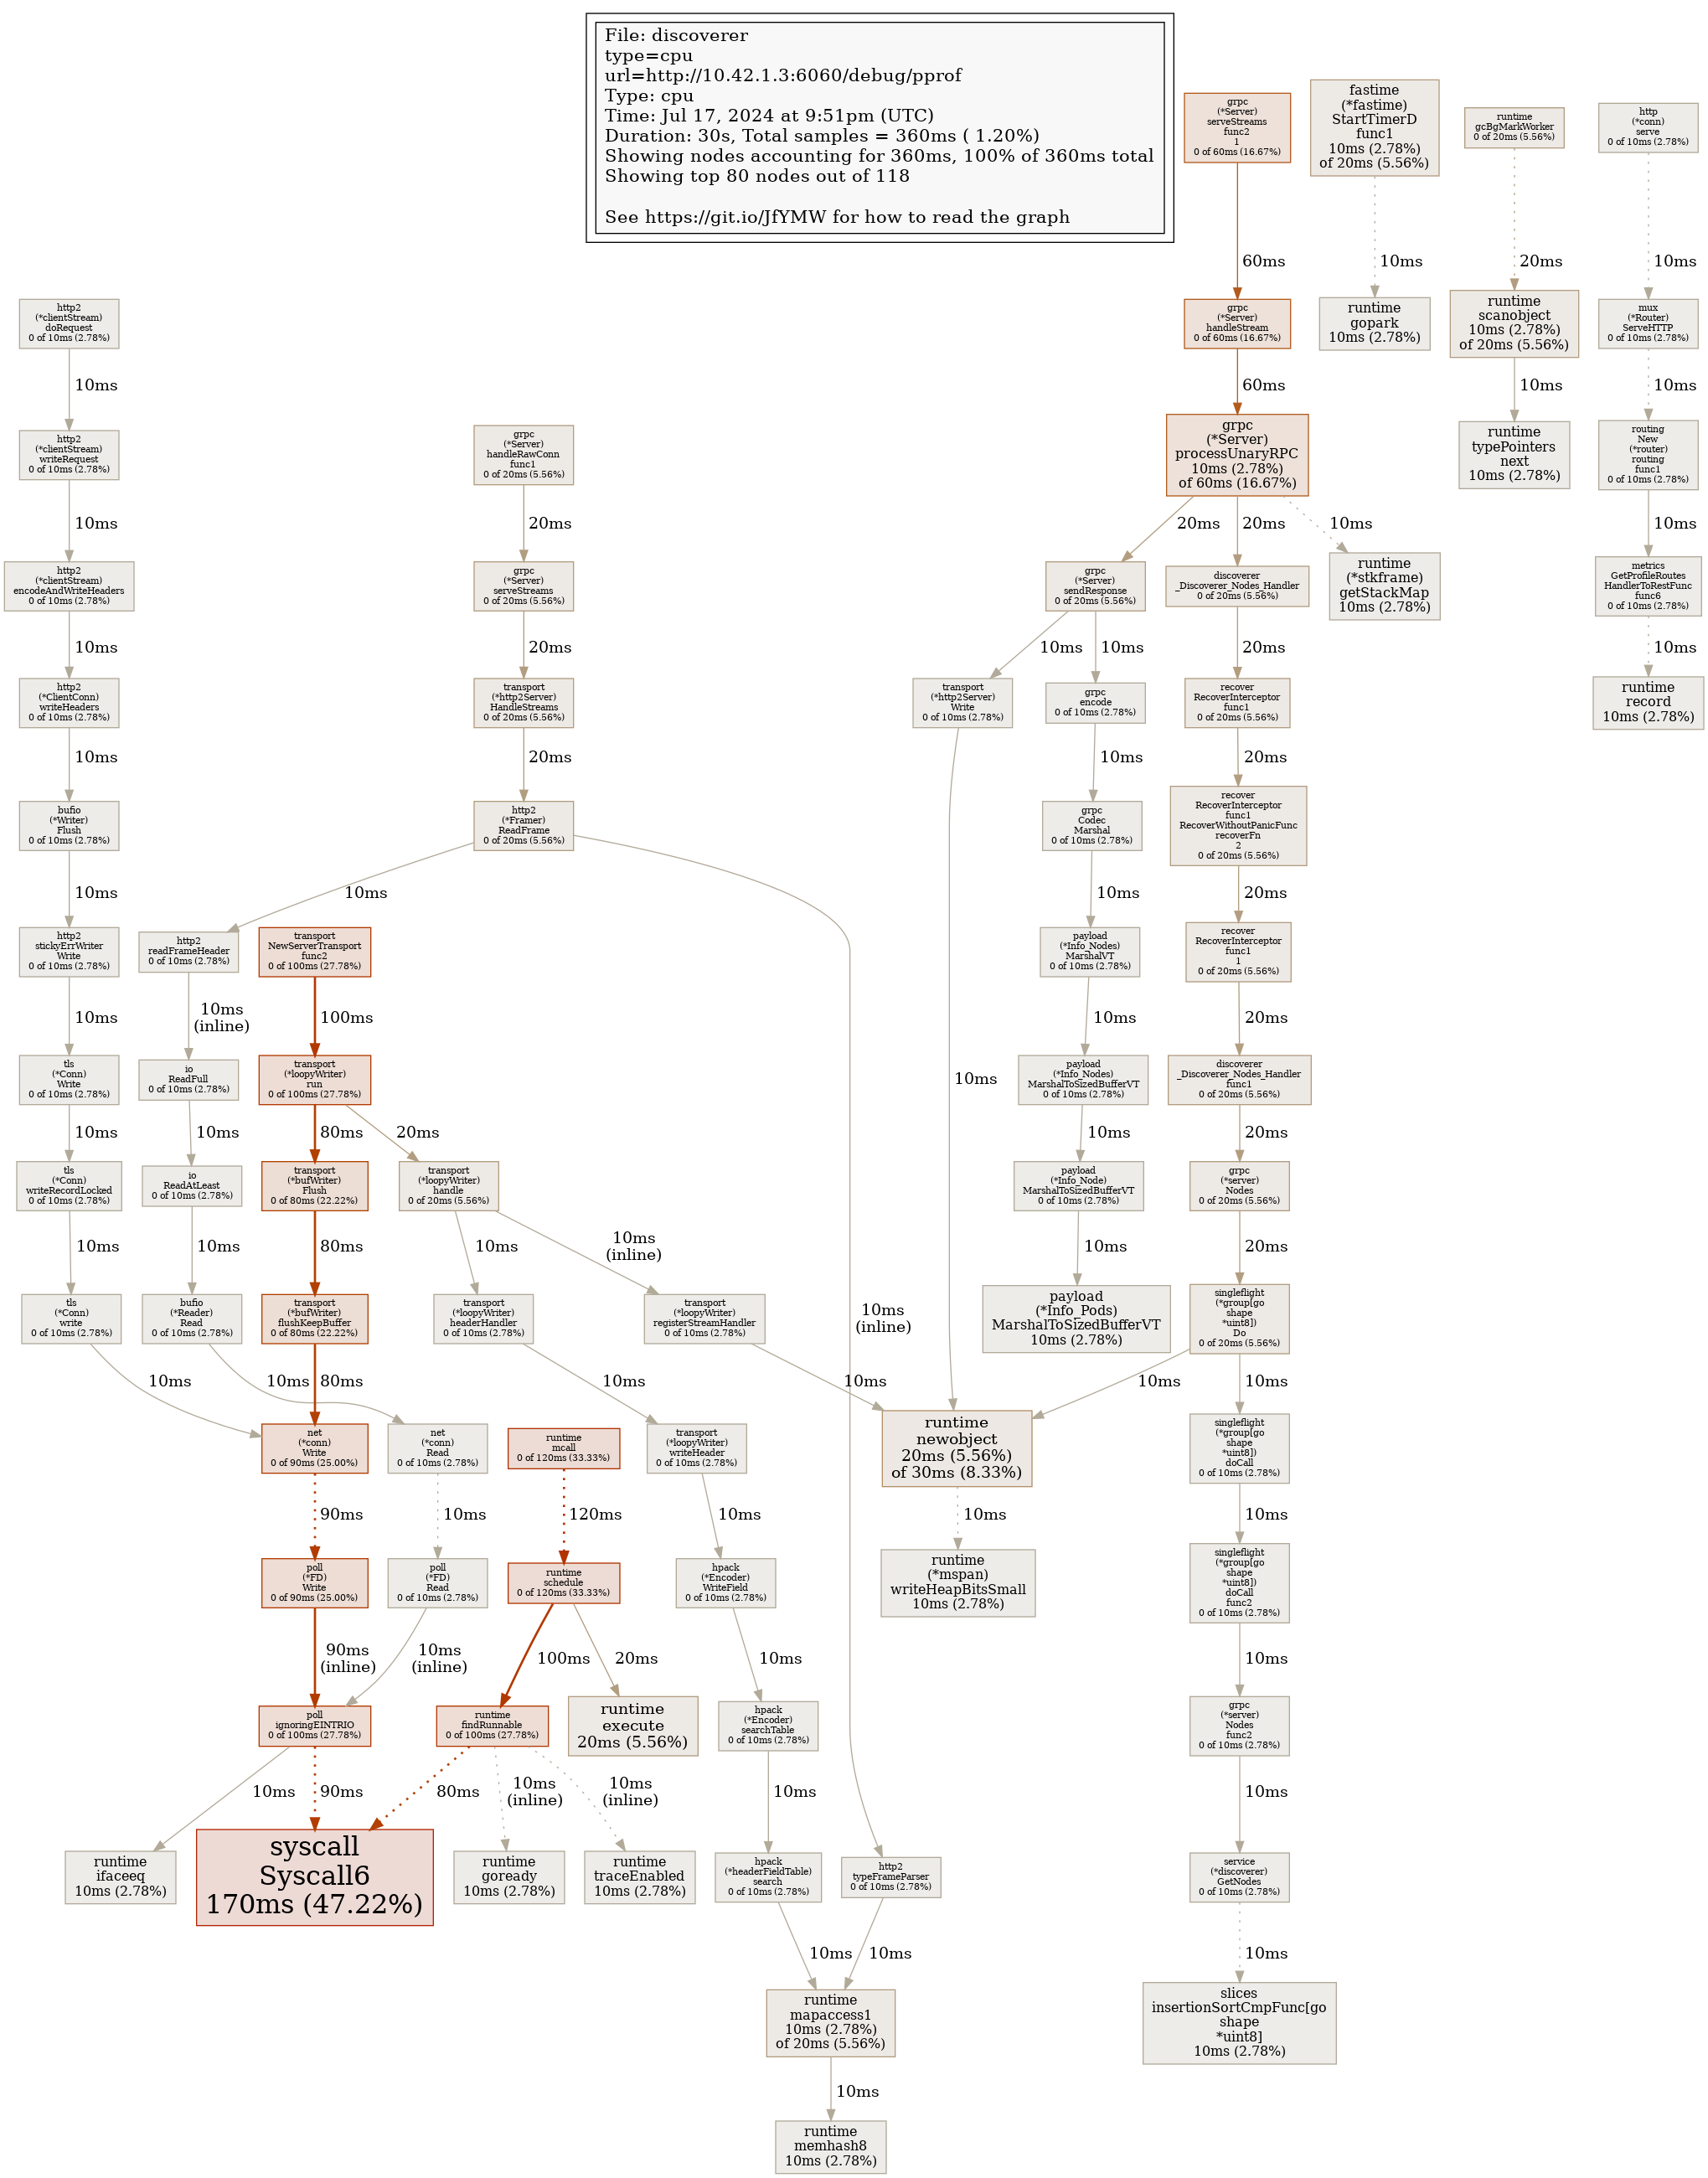 File: discoverer
type=cpu
url=http://10.42.1.3:6060/debug/pprof
Type: cpu
Time: Jul 17, 2024 at 9:51pm (UTC)
Duration: 30s, Total samples = 360ms ( 1.20%)
Showing nodes accounting for 360ms, 100% of 360ms total
Showing top 80 nodes out of 118
See https://git.io/JfYMW for how to read the graph
grpc
(*Server)
serveStreams
func2
1
0 of 60ms (16.67%)
fastime
(*fastime)
StartTimerD
func1
10ms (2.78%)
of 20ms (5.56%)
runtime
gcBgMarkWorker
0 of 20ms (5.56%)
http
(*conn)
serve
0 of 10ms (2.78%)
60ms
10ms
20ms
10ms
http2
(*clientStream)
doRequest
0 of 10ms (2.78%)
grpc
(*Server)
handleStream
0 of 60ms (16.67%)
runtime
gopark
10ms (2.78%)
runtime
scanobject
10ms (2.78%)
of 20ms (5.56%)
mux
(*Router)
ServeHTTP
0 of 10ms (2.78%)
10ms
60ms
10ms
10ms
http2
(*clientStream)
writeRequest
0 of 10ms (2.78%)
grpc
(*Server)
handleRawConn
func1
0 of 20ms (5.56%)
grpc
(*Server)
processUnaryRPC
10ms (2.78%)
of 60ms (16.67%)
runtime
typePointers
next
10ms (2.78%)
routing
New
(*router)
routing
func1
0 of 10ms (2.78%)
10ms
20ms
20ms
20ms
10ms
10ms
http2
(*clientStream)
encodeAndWriteHeaders
0 of 10ms (2.78%)
grpc
(*Server)
serveStreams
0 of 20ms (5.56%)
grpc
(*Server)
sendResponse
0 of 20ms (5.56%)
discoverer
_Discoverer_Nodes_Handler
0 of 20ms (5.56%)
runtime
(*stkframe)
getStackMap
10ms (2.78%)
metrics
GetProfileRoutes
HandlerToRestFunc
func6
0 of 10ms (2.78%)
10ms
20ms
10ms
10ms
20ms
10ms
http2
(*ClientConn)
writeHeaders
0 of 10ms (2.78%)
transport
(*http2Server)
HandleStreams
0 of 20ms (5.56%)
transport
(*http2Server)
Write
0 of 10ms (2.78%)
grpc
encode
0 of 10ms (2.78%)
recover
RecoverInterceptor
func1
0 of 20ms (5.56%)
runtime
record
10ms (2.78%)
10ms
20ms
10ms
20ms
bufio
(*Writer)
Flush
0 of 10ms (2.78%)
http2
(*Framer)
ReadFrame
0 of 20ms (5.56%)
grpc
Codec
Marshal
0 of 10ms (2.78%)
recover
RecoverInterceptor
func1
RecoverWithoutPanicFunc
recoverFn
2
0 of 20ms (5.56%)
10ms
10ms
10ms
20ms
http2
stickyErrWriter
Write
0 of 10ms (2.78%)
http2
readFrameHeader
0 of 10ms (2.78%)
transport
NewServerTransport
func2
0 of 100ms (27.78%)
payload
(*Info_Nodes)
MarshalVT
0 of 10ms (2.78%)
recover
RecoverInterceptor
func1
1
0 of 20ms (5.56%)
10ms
10ms
(inline)
100ms
10ms
10ms
20ms
tls
(*Conn)
Write
0 of 10ms (2.78%)
io
ReadFull
0 of 10ms (2.78%)
transport
(*loopyWriter)
run
0 of 100ms (27.78%)
payload
(*Info_Nodes)
MarshalToSizedBufferVT
0 of 10ms (2.78%)
discoverer
_Discoverer_Nodes_Handler
func1
0 of 20ms (5.56%)
10ms
10ms
80ms
20ms
10ms
20ms
tls
(*Conn)
writeRecordLocked
0 of 10ms (2.78%)
io
ReadAtLeast
0 of 10ms (2.78%)
transport
(*bufWriter)
Flush
0 of 80ms (22.22%)
transport
(*loopyWriter)
handle
0 of 20ms (5.56%)
payload
(*Info_Node)
MarshalToSizedBufferVT
0 of 10ms (2.78%)
grpc
(*server)
Nodes
0 of 20ms (5.56%)
10ms
10ms
80ms
10ms
10ms
(inline)
10ms
20ms
tls
(*Conn)
write
0 of 10ms (2.78%)
bufio
(*Reader)
Read
0 of 10ms (2.78%)
transport
(*bufWriter)
flushKeepBuffer
0 of 80ms (22.22%)
transport
(*loopyWriter)
headerHandler
0 of 10ms (2.78%)
transport
(*loopyWriter)
registerStreamHandler
0 of 10ms (2.78%)
10ms
(inline)
payload
(*Info_Pods)
MarshalToSizedBufferVT
10ms (2.78%)
singleflight
(*group[go
shape
*uint8])
Do
0 of 20ms (5.56%)
10ms
10ms
80ms
10ms
10ms
10ms
10ms
net
(*conn)
Write
0 of 90ms (25.00%)
net
(*conn)
Read
0 of 10ms (2.78%)
runtime
mcall
0 of 120ms (33.33%)
transport
(*loopyWriter)
writeHeader
0 of 10ms (2.78%)
runtime
newobject
20ms (5.56%)
of 30ms (8.33%)
singleflight
(*group[go
shape
*uint8])
doCall
0 of 10ms (2.78%)
90ms
10ms
120ms
10ms
10ms
10ms
poll
(*FD)
Write
0 of 90ms (25.00%)
poll
(*FD)
Read
0 of 10ms (2.78%)
runtime
schedule
0 of 120ms (33.33%)
hpack
(*Encoder)
WriteField
0 of 10ms (2.78%)
runtime
(*mspan)
writeHeapBitsSmall
10ms (2.78%)
singleflight
(*group[go
shape
*uint8])
doCall
func2
0 of 10ms (2.78%)
90ms
(inline)
10ms
(inline)
100ms
20ms
10ms
10ms
poll
ignoringEINTRIO
0 of 100ms (27.78%)
runtime
findRunnable
0 of 100ms (27.78%)
runtime
execute
20ms (5.56%)
hpack
(*Encoder)
searchTable
0 of 10ms (2.78%)
grpc
(*server)
Nodes
func2
0 of 10ms (2.78%)
10ms
90ms
80ms
10ms
(inline)
10ms
(inline)
10ms
10ms
runtime
ifaceeq
10ms (2.78%)
syscall
Syscall6
170ms (47.22%)
runtime
goready
10ms (2.78%)
runtime
traceEnabled
10ms (2.78%)
hpack
(*headerFieldTable)
search
0 of 10ms (2.78%)
http2
typeFrameParser
0 of 10ms (2.78%)
service
(*discoverer)
GetNodes
0 of 10ms (2.78%)
10ms
10ms
10ms
runtime
mapaccess1
10ms (2.78%)
of 20ms (5.56%)
slices
insertionSortCmpFunc[go
shape
*uint8]
10ms (2.78%)
10ms
runtime
memhash8
10ms (2.78%)